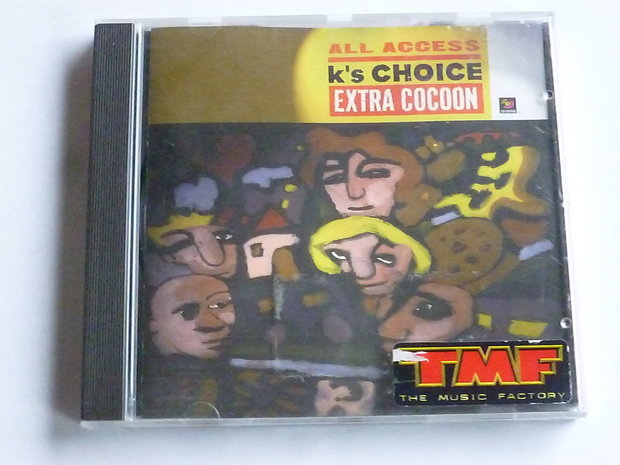 ALL ACCESS
k's CHOICE
EXTRA COCOON
TMF
THE MUSIC FACTORY